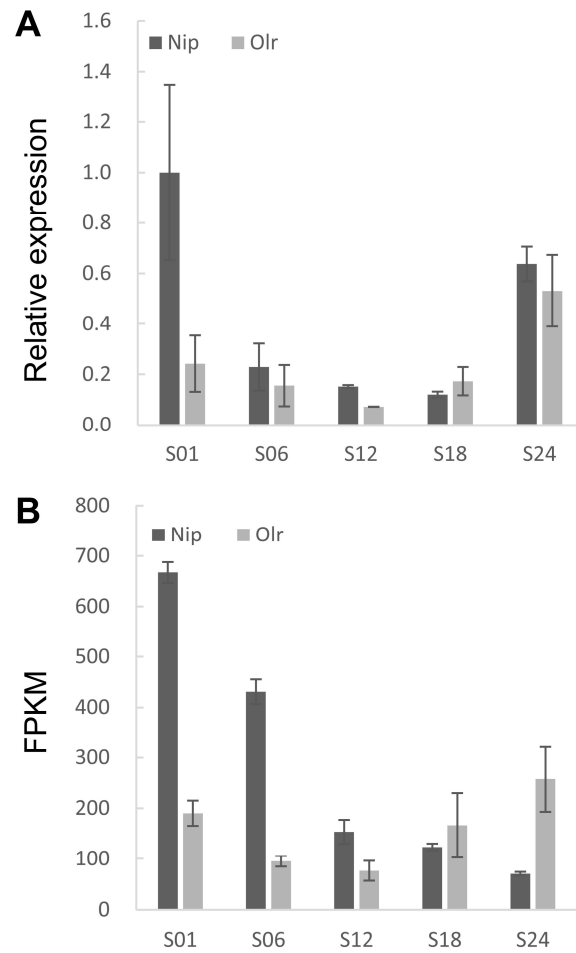 A
Nip Olr
Relative expression
1.6
1.4
1.2
1.0
0.8
0.6
0.4
0.2
0.0
S01 S06 S12 S18 S24
B
Nip Olr
FPKM
800
700
600
500
400
300
200
100
0
S01 S06 S12 S18 S24